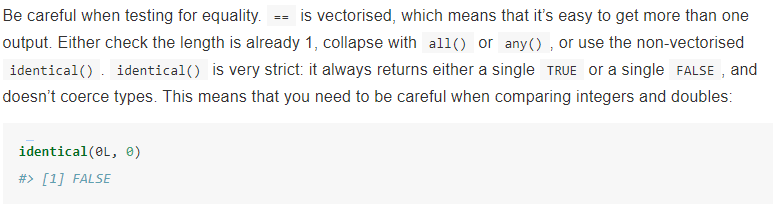 Be careful when testing for equality. == is vectorised, which means that it’s easy to get more than one
output. Either check the length is already 1, collapse with all() or any() , or use the non-vectorised
identical() . identical() is very strict: it always returns either a single TRUE or a single FALSE , and
doesn’t coerce types. This means that you need to be careful when comparing integers and doubles:
identical(0L, 0)
#> [1] FALSE